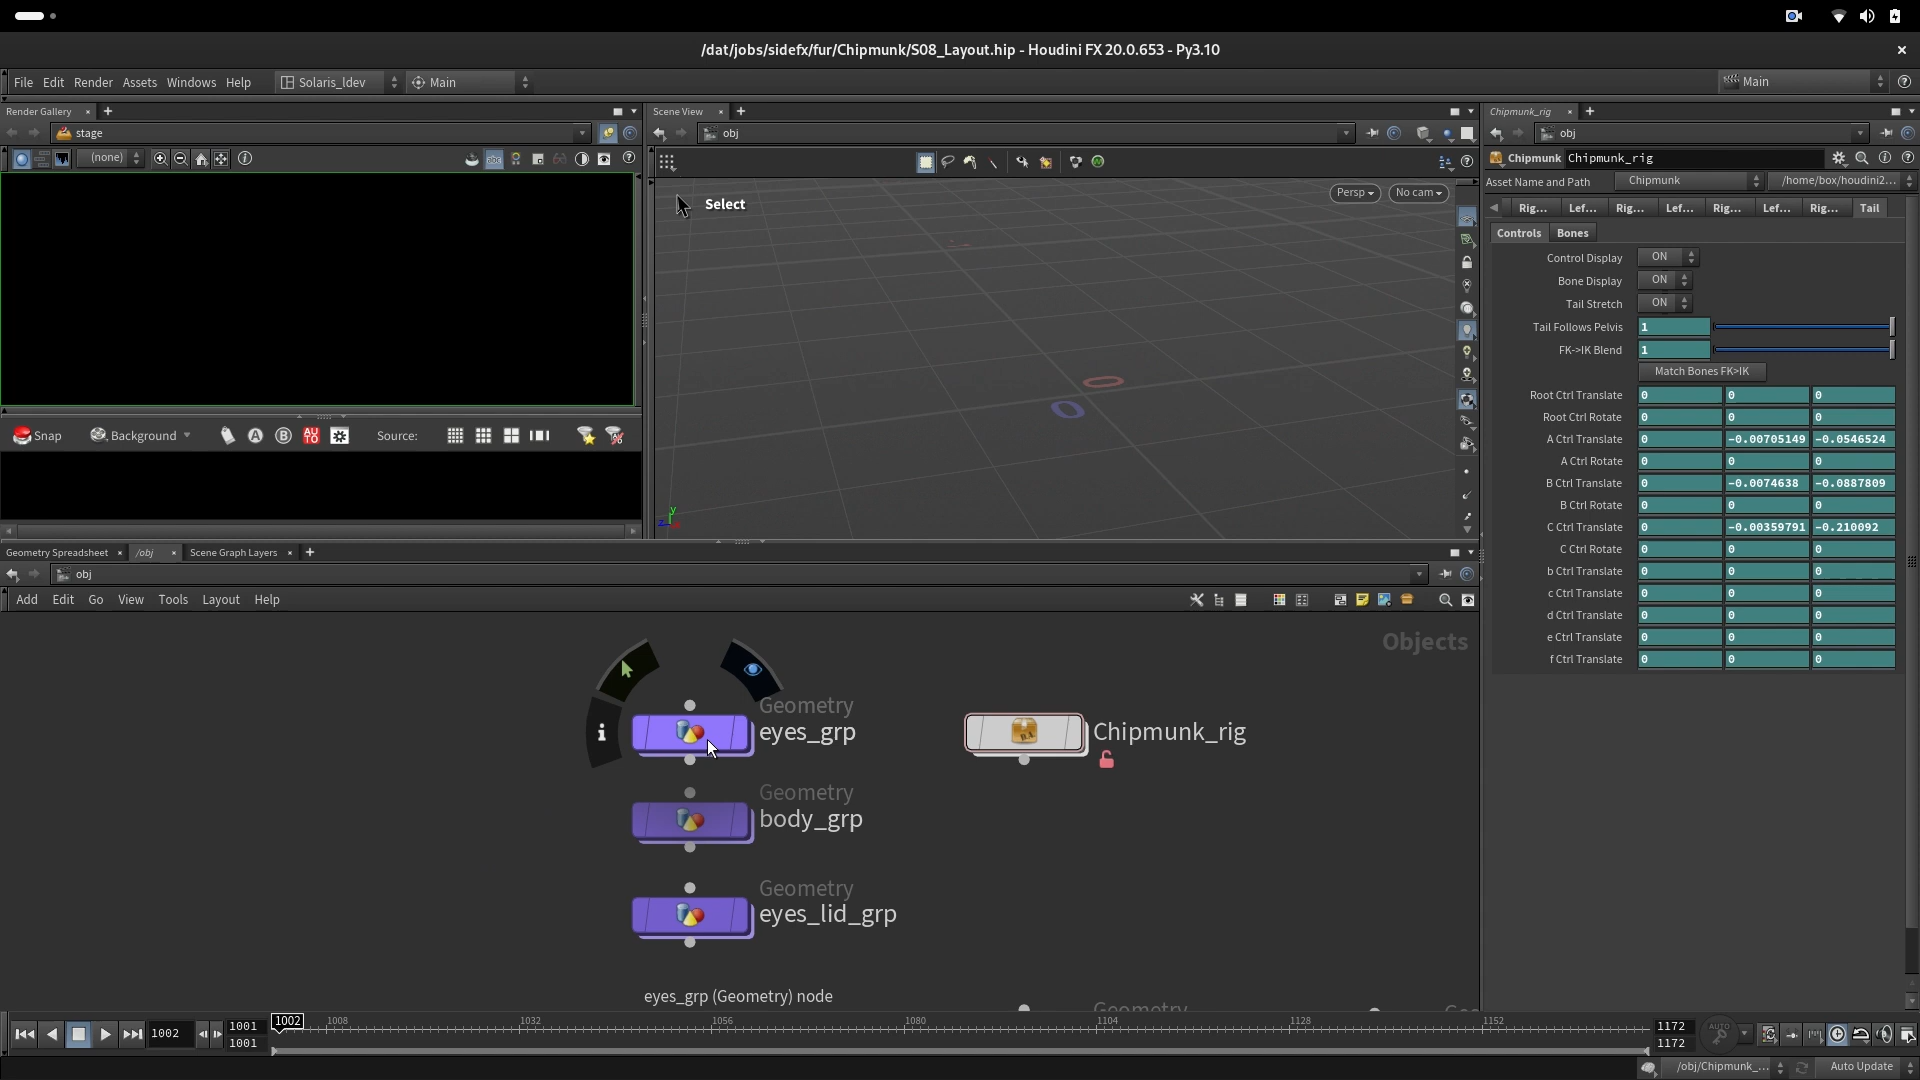 /dat/jobs/sidefx/fur/Chipmunk/S08_Layout.hip - Houdini FX 20.0.653 - Py3.10
File Edit Render Assets Windows Help Solaris_ldev Main Main
Render Gallery
stage
(none)
Snap Background A B AUTO Source:
Scene View
obj
Select
Persp No cam
y
z
Geometry Spreadsheet /obj Scene Graph Layers
obj
Add Edit Go View Tools Layout Help
Objects
Geometry
eyes_grp
Chipmunk_rig
Geometry
body_grp
Geometry
eyes_lid_grp
eyes_grp (Geometry) node
Geometry
Chipmunk_rig
obj
Chipmunk Chipmunk_rig
Asset Name and Path Chipmunk /home/box/houdini2...
Rig... Lef... Rig... Lef... Rig... Lef... Rig... Tail
Controls Bones
Control Display ON
Bone Display ON
Tail Stretch ON
Tail Follows Pelvis 1
FK->IK Blend 1
Match Bones FK>IK
Root Ctrl Translate 0 0 0
Root Ctrl Rotate 0 0 0
A Ctrl Translate 0 -0.00705149 -0.0546524
A Ctrl Rotate 0 0 0
B Ctrl Translate 0 -0.0074638 -0.0887809
B Ctrl Rotate 0 0 0
C Ctrl Translate 0 -0.00359791 -0.210092
C Ctrl Rotate 0 0 0
b Ctrl Translate 0 0 0
c Ctrl Translate 0 0 0
d Ctrl Translate 0 0 0
e Ctrl Translate 0 0 0
f Ctrl Translate 0 0 0
1002 1001 1002 1008 1032 1056 1080 1104 1128 1152 1172
1001 1172
AUTO
/obj/Chipmunk_... Auto Update